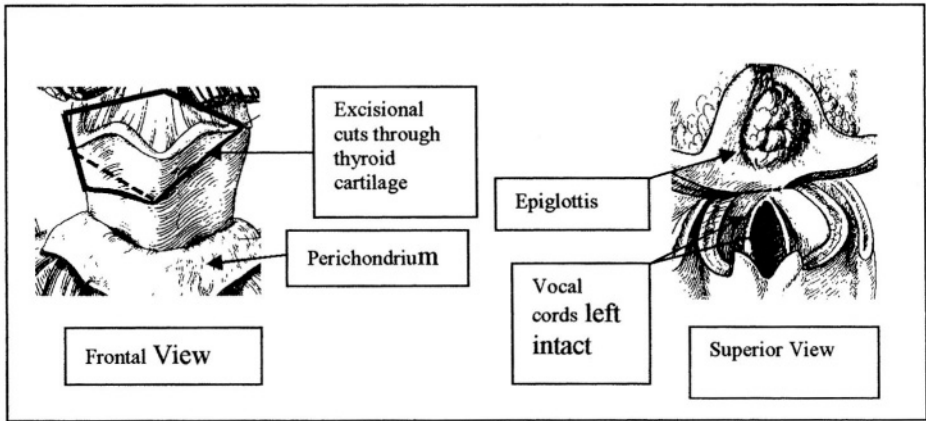 Excisional
cuts through
thyroid
cartilage
Perichondrium
Frontal View
Epiglottis
Vocal
cords left
intact
Superior View